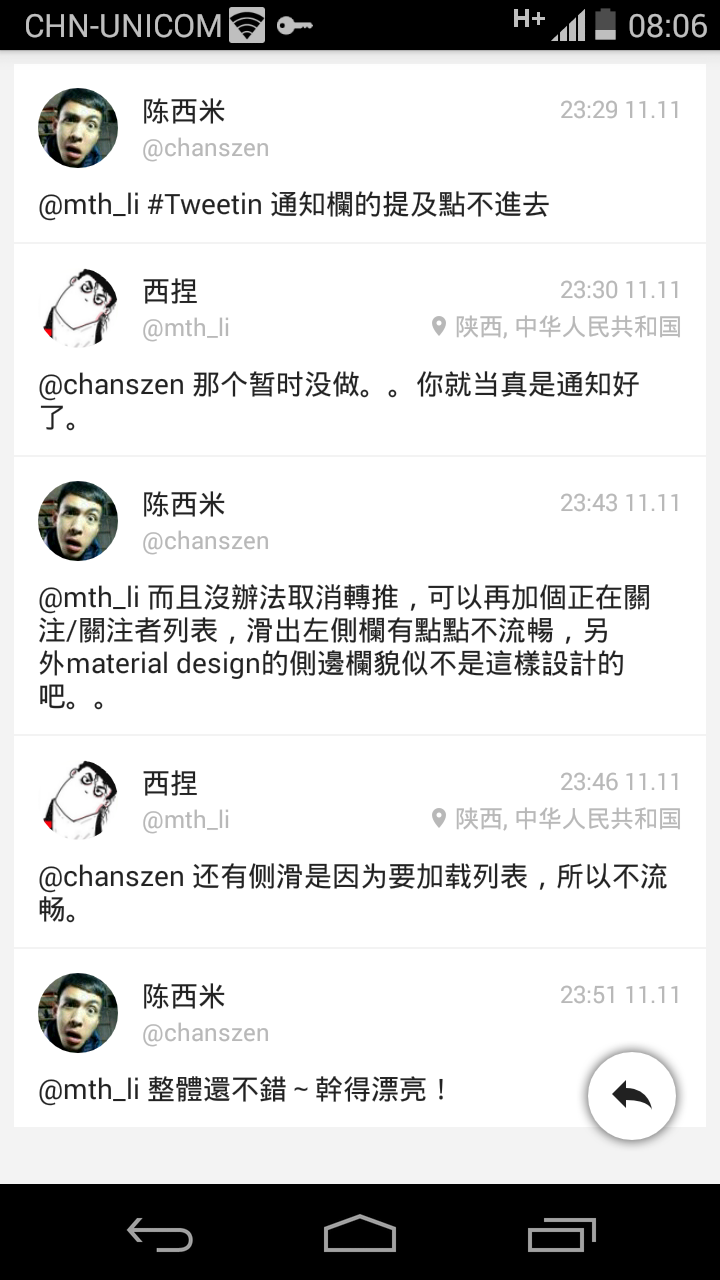 CHN-UNICOM H+ 08:06
陈西米 23:29 11.11
@chanszen
@mth_li #Tweetin 通知欄的提及點不進去
西捏 23:30 11.11
@mth_li 陕西, 中华人民共和国
@chanszen 那个暂时没做。。你就当真是通知好
了。
陈西米 23:43 11.11
@chanszen
@mth_li 而且沒辦法取消轉推，可以再加個正在關
注/關注者列表，滑出左側欄有點點不流暢，另
外material design的側邊欄貌似不是這樣設計的
吧。。
西捏 23:46 11.11
@mth_li 陕西, 中华人民共和国
@chanszen 还有侧滑是因为要加载列表，所以不流
畅。
陈西米 23:51 11.11
@chanszen
@mth_li 整體還不錯～幹得漂亮！